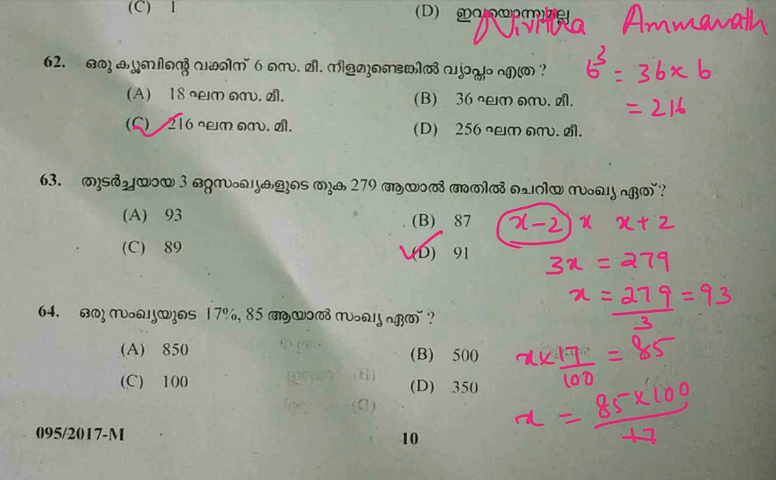 (C) 1 (D) ഇവയൊന്നുമല്ല
Nivitha Ammavath
62. ഒരു ക്യൂബിന്റെ വക്കിന് 6 സെ. മീ. നീളമുണ്ടെങ്കിൽ വ്യാപ്തം എത്ര ? 6³ = 36 x 6
(A) 18 ഘന സെ. മീ. (B) 36 ഘന സെ. മീ. = 216
(C) 216 ഘന സെ. മീ. (D) 256 ഘന സെ. മീ.
63. തുടർച്ചയായ 3 ഒറ്റസംഖ്യകളുടെ തുക 279 ആയാൽ അതിൽ ചെറിയ സംഖ്യ ഏത് ?
(A) 93 (B) 87 x-2 x x+2
(C) 89 (D) 91 3x = 279
x = 279/3 = 93
64. ഒരു സംഖ്യയുടെ 17%, 85 ആയാൽ സംഖ്യ ഏത് ?
(A) 850 (B) 500 x x 17/100 = 85
(C) 100 (D) 350 x = 85 x 100/17
095/2017-M 10